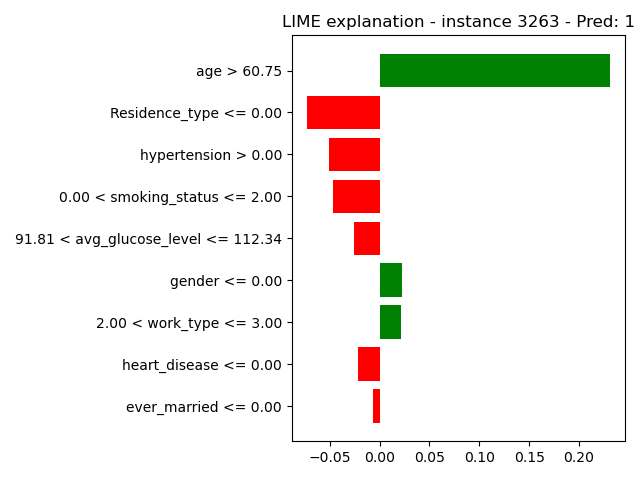 LIME explanation - instance 3263 - Pred: 1
age > 60.75
Residence_type <= 0.00
hypertension > 0.00
0.00 < smoking_status <= 2.00
91.81 < avg_glucose_level <= 112.34
gender <= 0.00
2.00 < work_type <= 3.00
heart_disease <= 0.00
ever_married <= 0.00
−0.05 0.00 0.05 0.10 0.15 0.20